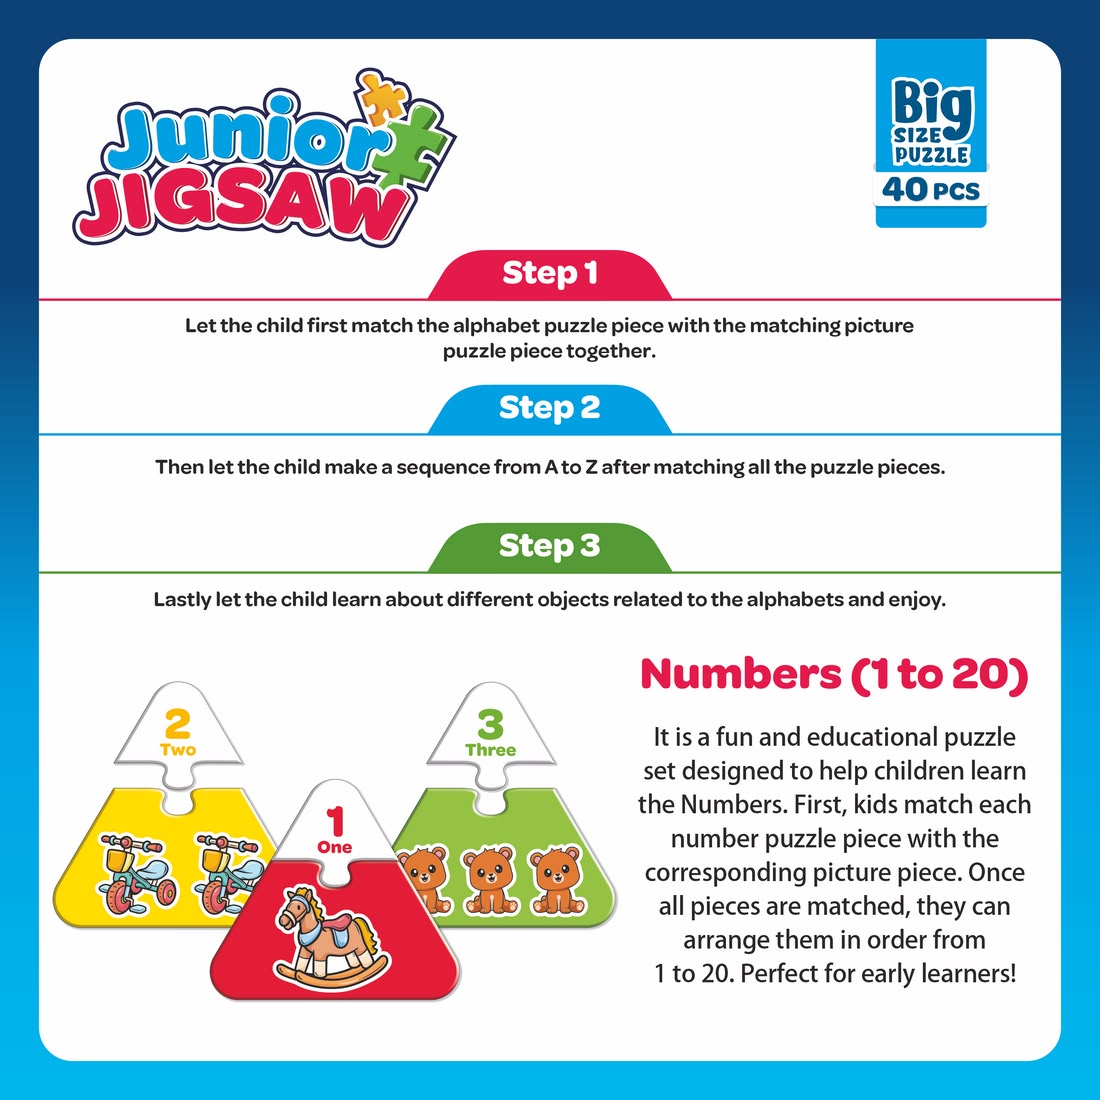 Junior
JIGSAW
Big
SIZE
PUZZLE
40 PCS
Step 1
Let the child first match the alphabet puzzle piece with the matching picture
puzzle piece together.
Step 2
Then let the child make a sequence from A to Z after matching all the puzzle pieces.
Step 3
Lastly let the child learn about different objects related to the alphabets and enjoy.
2
Two
3
Three
1
One
Numbers (1 to 20)
It is a fun and educational puzzle
set designed to help children learn
the Numbers. First, kids match each
number puzzle piece with the
corresponding picture piece. Once
all pieces are matched, they can
arrange them in order from
1 to 20. Perfect for early learners!